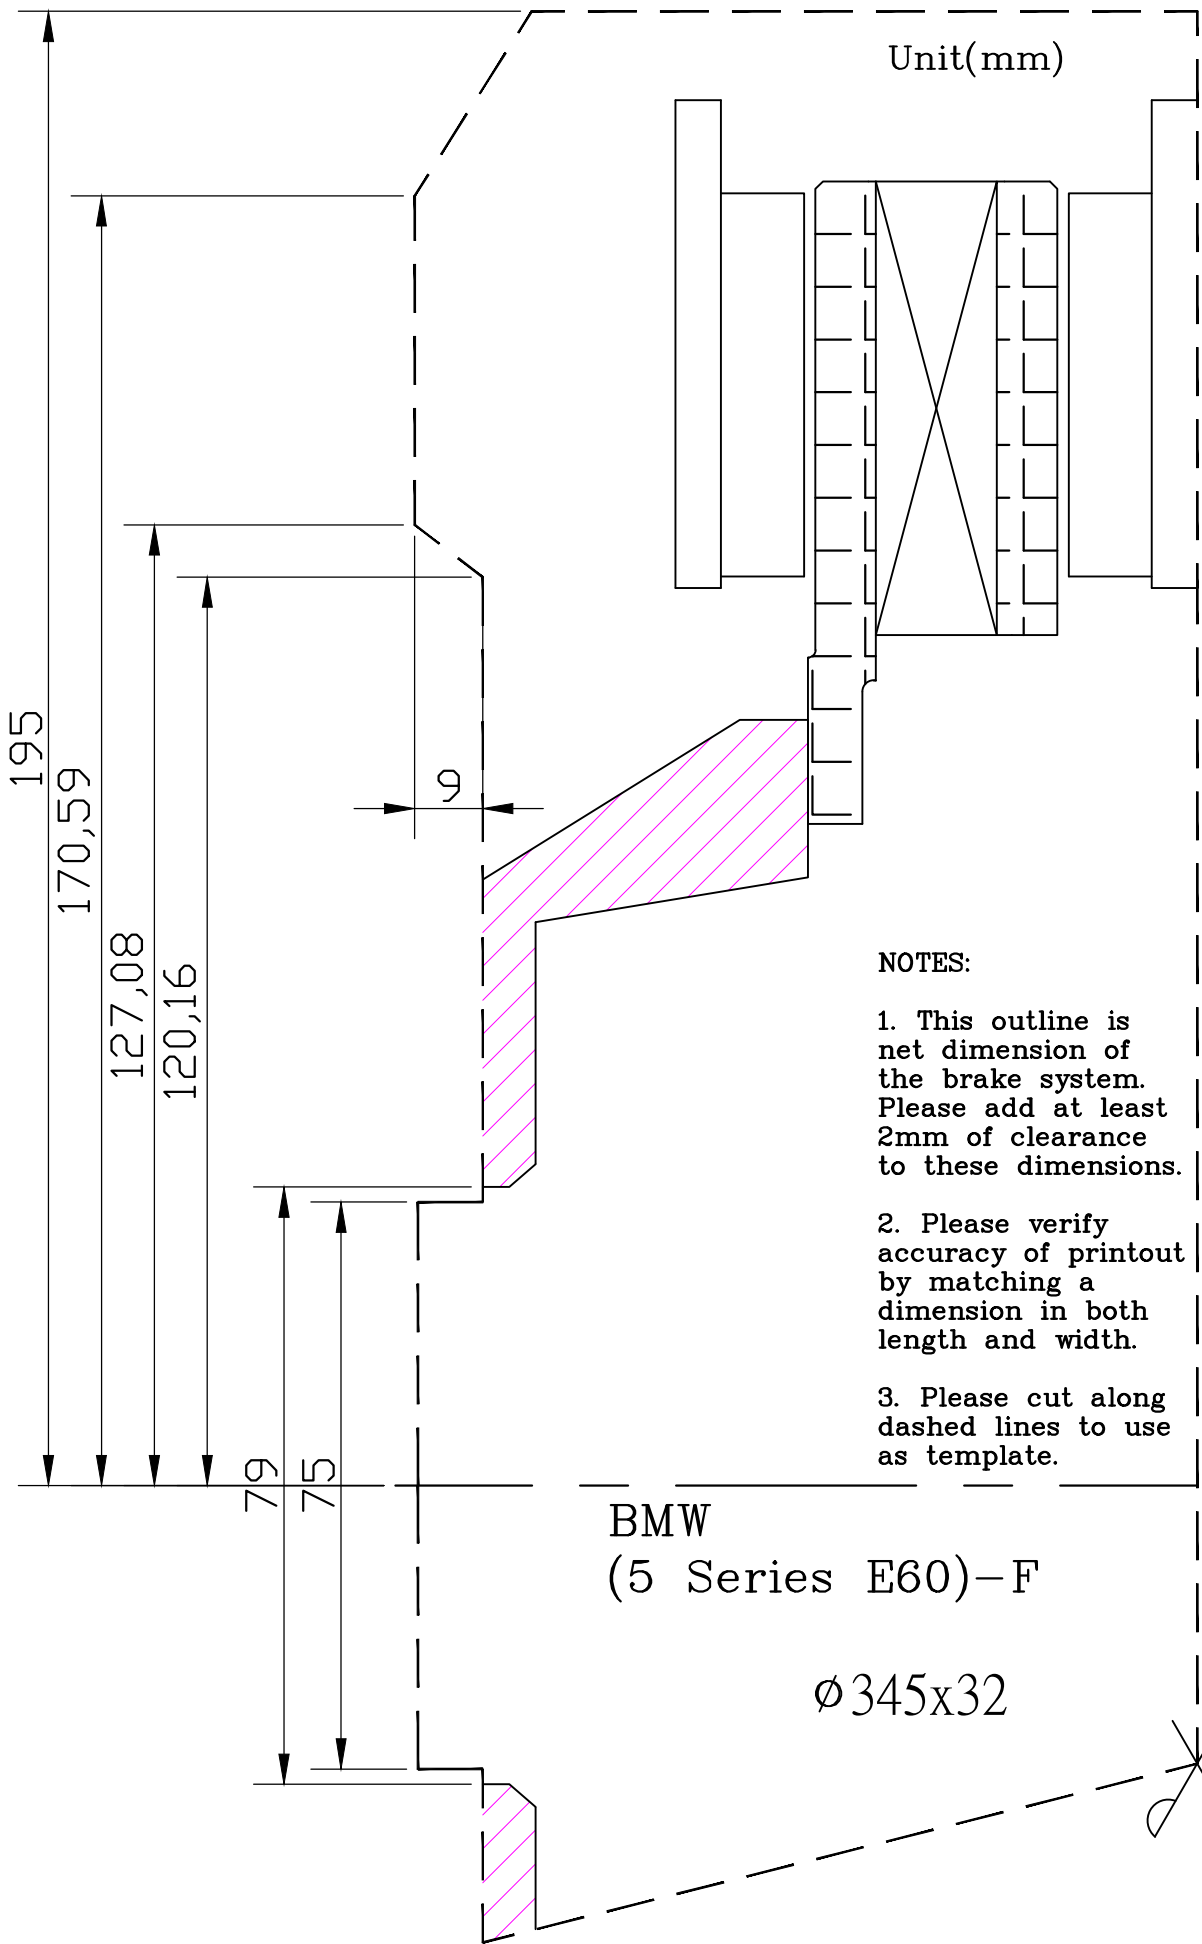 Unit(mm)
195
170,59
127,08
120,16
9
79
75
NOTES:
1. This outline is
net dimension of
the brake system.
Please add at least
2mm of clearance
to these dimensions.
2. Please verify
accuracy of printout
by matching a
dimension in both
length and width.
3. Please cut along
dashed lines to use
as template.
BMW
(5 Series E60)-F
Ø345x32